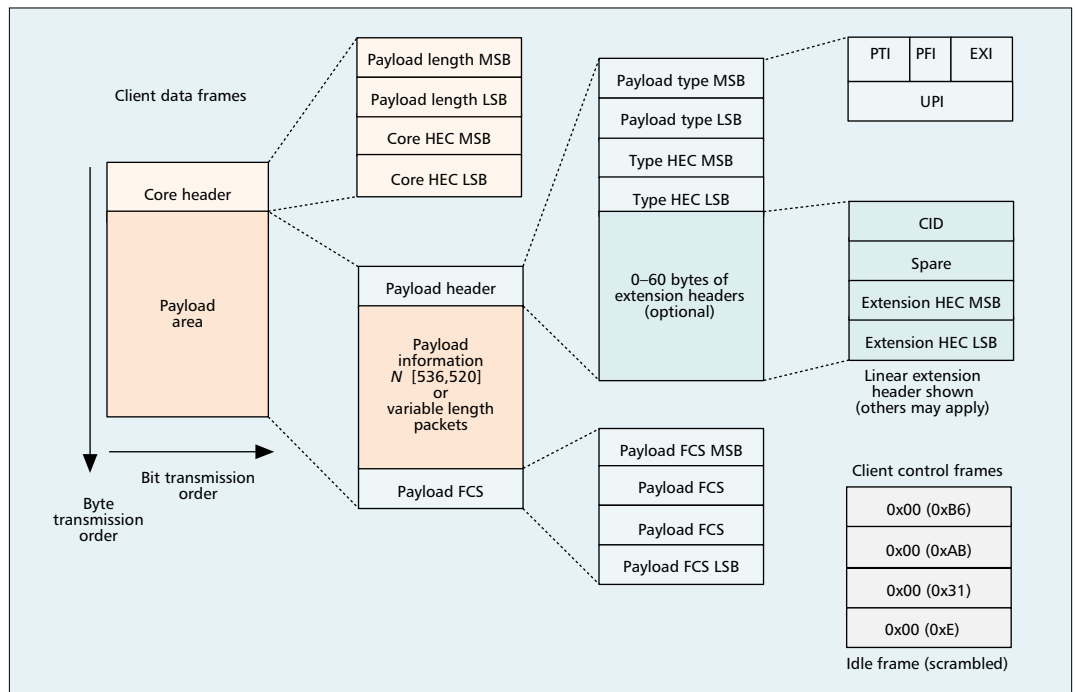 Client data frames
Core header
Payload
area
Byte
transmission
order
Bit transmission
order
Payload length MSB
Payload length LSB
Core HEC MSB
Core HEC LSB
Payload header
Payload
information
N [536,520]
or
variable length
packets
Payload FCS
Payload type MSB
Payload type LSB
Type HEC MSB
Type HEC LSB
0–60 bytes of
extension headers
(optional)
Payload FCS MSB
Payload FCS
Payload FCS
Payload FCS LSB
PTI PFI EXI
UPI
CID
Spare
Extension HEC MSB
Extension HEC LSB
Linear extension
header shown
(others may apply)
Client control frames
0x00 (0xB6)
0x00 (0xAB)
0x00 (0x31)
0x00 (0xE)
Idle frame (scrambled)